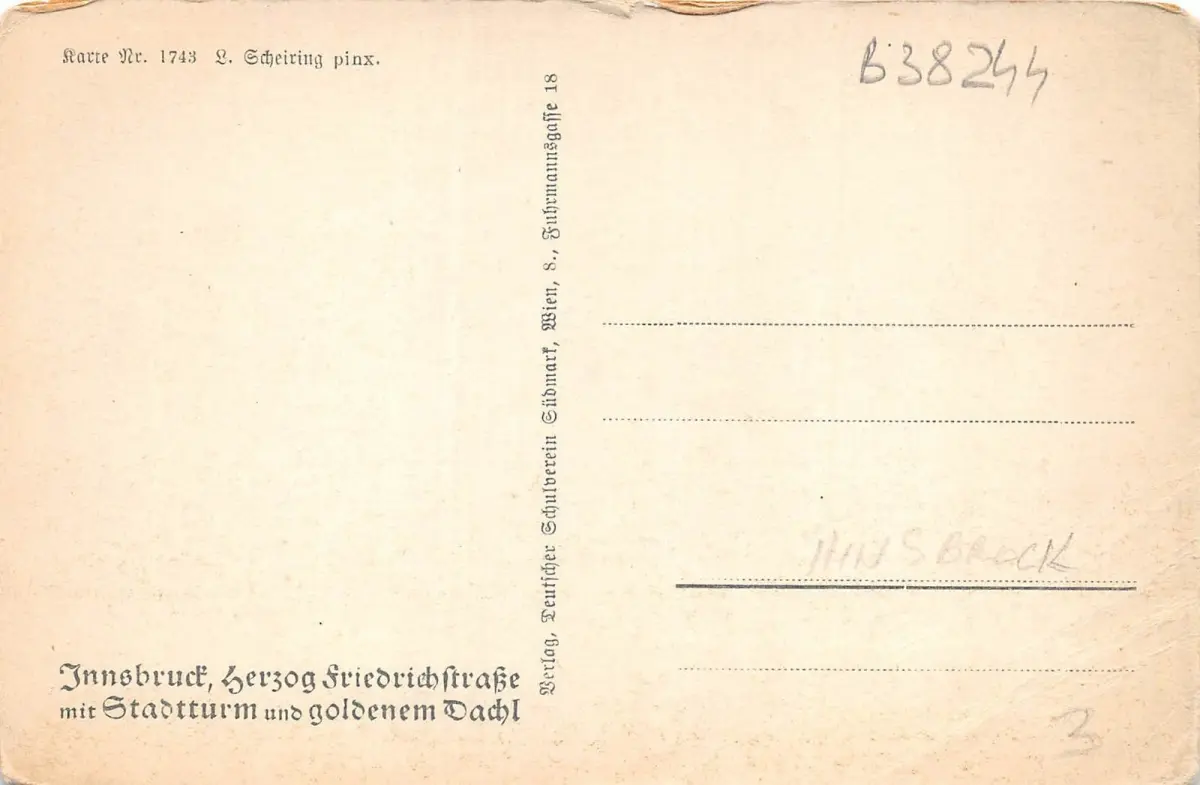 Karte Nr. 1743 L. Scheiring pinx.
B38244
Verlag, Deutscher Schulverein Südmark, Wien, 8., Fuhrmannsgasse 18
INNSBRUCK
Innsbruck, Herzog Friedrichstraße
mit Stadtturm und goldenem Dachl
3